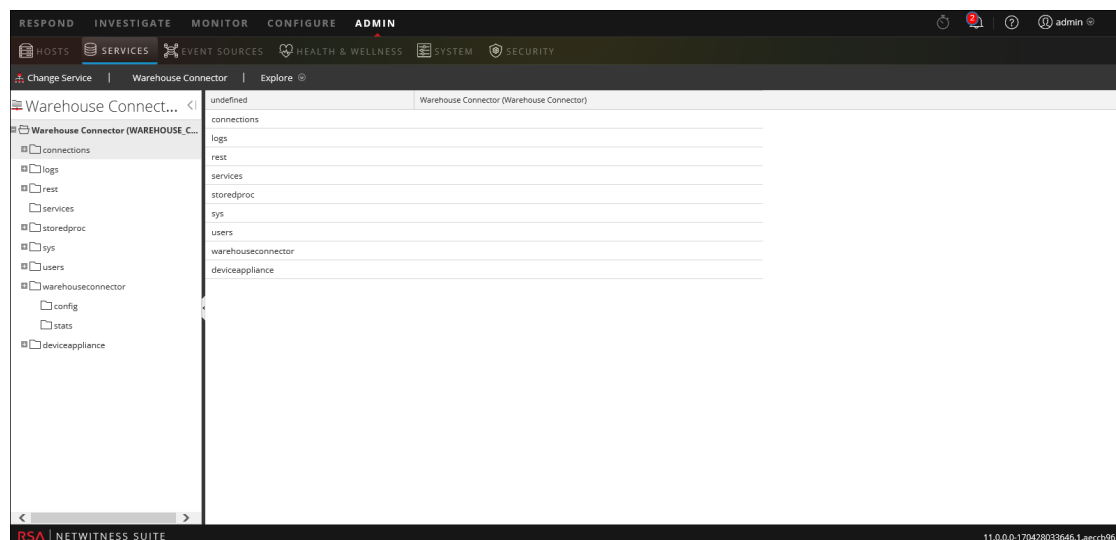 RESPOND INVESTIGATE MONITOR CONFIGURE ADMIN 2 admin
HOSTS SERVICES EVENT SOURCES HEALTH & WELLNESS SYSTEM SECURITY
Change Service | Warehouse Connector | Explore
Warehouse Connect...
Warehouse Connector (WAREHOUSE_C...
connections
logs
rest
services
storedproc
sys
users
warehouseconnector
config
stats
deviceappliance
undefined Warehouse Connector (Warehouse Connector)
connections
logs
rest
services
storedproc
sys
users
warehouseconnector
deviceappliance
RSA | NETWITNESS SUITE 11.0.0.0-170428033646.1.aeccb96